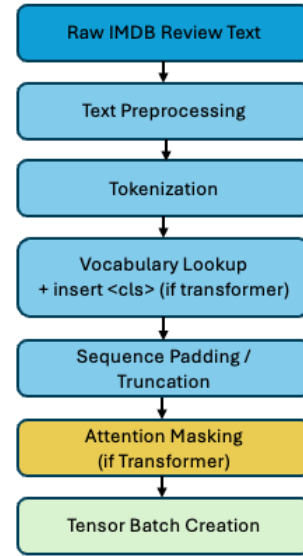 Raw IMDB Review Text
Text Preprocessing
Tokenization
Vocabulary Lookup
+ insert <cls> (if transformer)
Sequence Padding /
Truncation
Attention Masking
(if Transformer)
Tensor Batch Creation